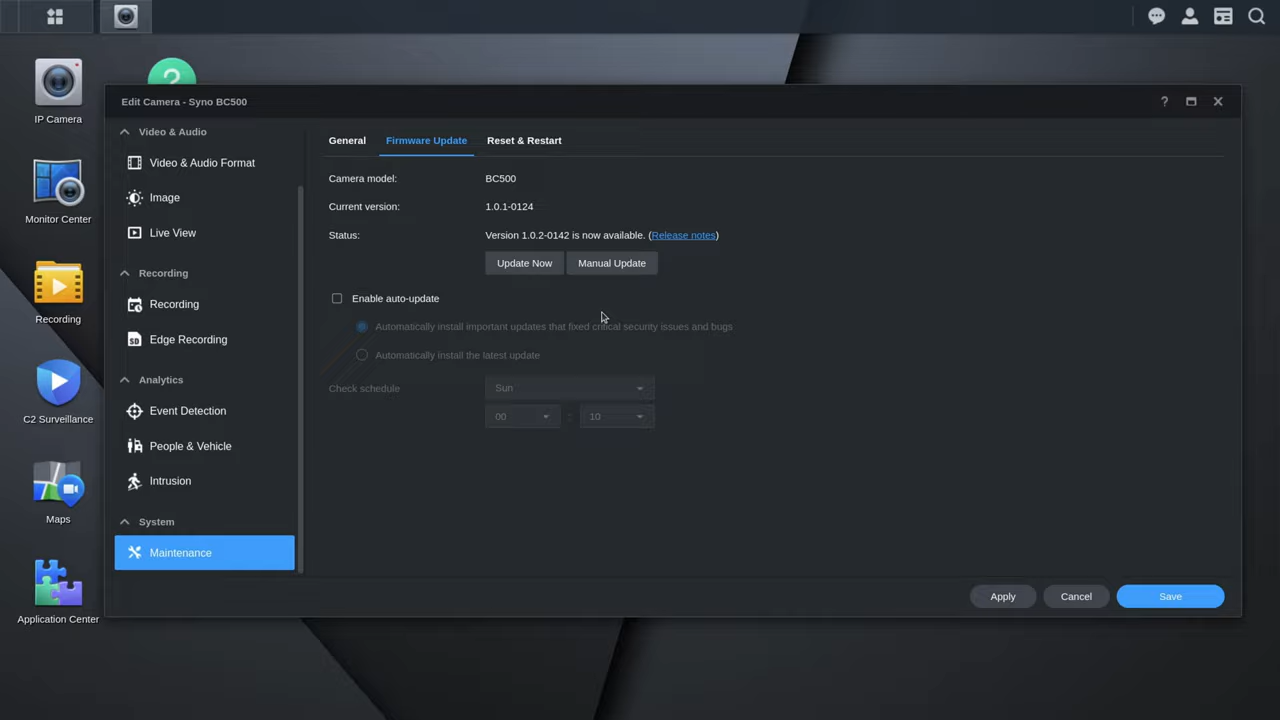 IP Camera
Monitor Center
Recording
C2 Surveillance
Maps
Application Center
?
Edit Camera - Syno BC500
?
Video & Audio
Video & Audio Format
Image
Live View
Recording
Recording
SD
Edge Recording
Analytics
Event Detection
People & Vehicle
Intrusion
System
Maintenance
General Firmware Update Reset & Restart
Camera model: BC500
Current version: 1.0.1-0124
Status: Version 1.0.2-0142 is now available. (Release notes)
Update Now Manual Update
Enable auto-update
Automatically install important updates that fixed critical security issues and bugs
Automatically install the latest update
Check schedule Sun
00 : 10
Apply Cancel Save